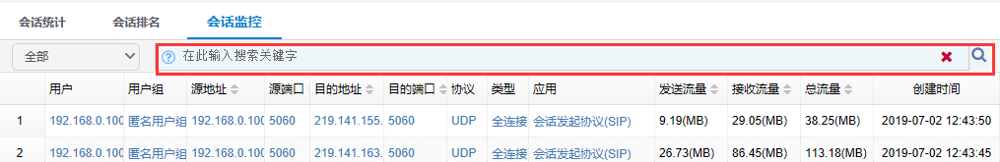 会话统计 会话排名 会话监控
全部 在此输入搜索关键字
用户 用户组 源地址 源端口 目的地址 目的端口 协议 类型 应用 发送流量 接收流量 总流量 创建时间
1 192.168.0.100 匿名用户组 192.168.0.100 5060 219.141.155. 5060 UDP 全连接 会话发起协议(SIP) 9.19(MB) 29.05(MB) 38.25(MB) 2019-07-02 12:43:50
2 192.168.0.100 匿名用户组 192.168.0.100 5060 219.141.163. 5060 UDP 全连接 会话发起协议(SIP) 26.73(MB) 86.45(MB) 113.18(MB) 2019-07-02 12:43:45